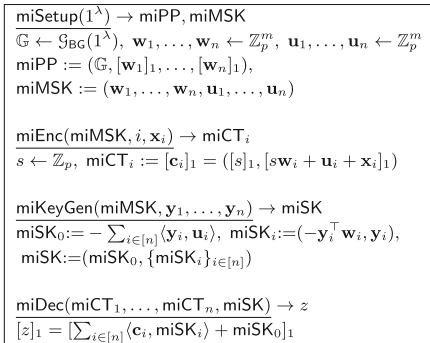 miSetup(1^λ) → miPP, miMSK
𝔾 ← 𝒢_BG(1^λ), w_1, …, w_n ← ℤ_p^m, u_1, …, u_n ← ℤ_p^m
miPP := (𝔾, [w_1]_1, …, [w_n]_1),
miMSK := (w_1, …, w_n, u_1, …, u_n)
miEnc(miMSK, i, x_i) → miCT_i
s ← ℤ_p, miCT_i := [c_i]_1 = ([s]_1, [sw_i + u_i + x_i]_1)
miKeyGen(miMSK, y_1, …, y_n) → miSK
miSK_0:= − ∑_{i∈[n]}⟨y_i, u_i⟩, miSK_i:=(−y_i^⊤w_i, y_i),
miSK:=(miSK_0, {miSK_i}_{i∈[n]})
miDec(miCT_1, …, miCT_n, miSK) → z
[z]_1 = [∑_{i∈[n]}⟨c_i, miSK_i⟩ + miSK_0]_1